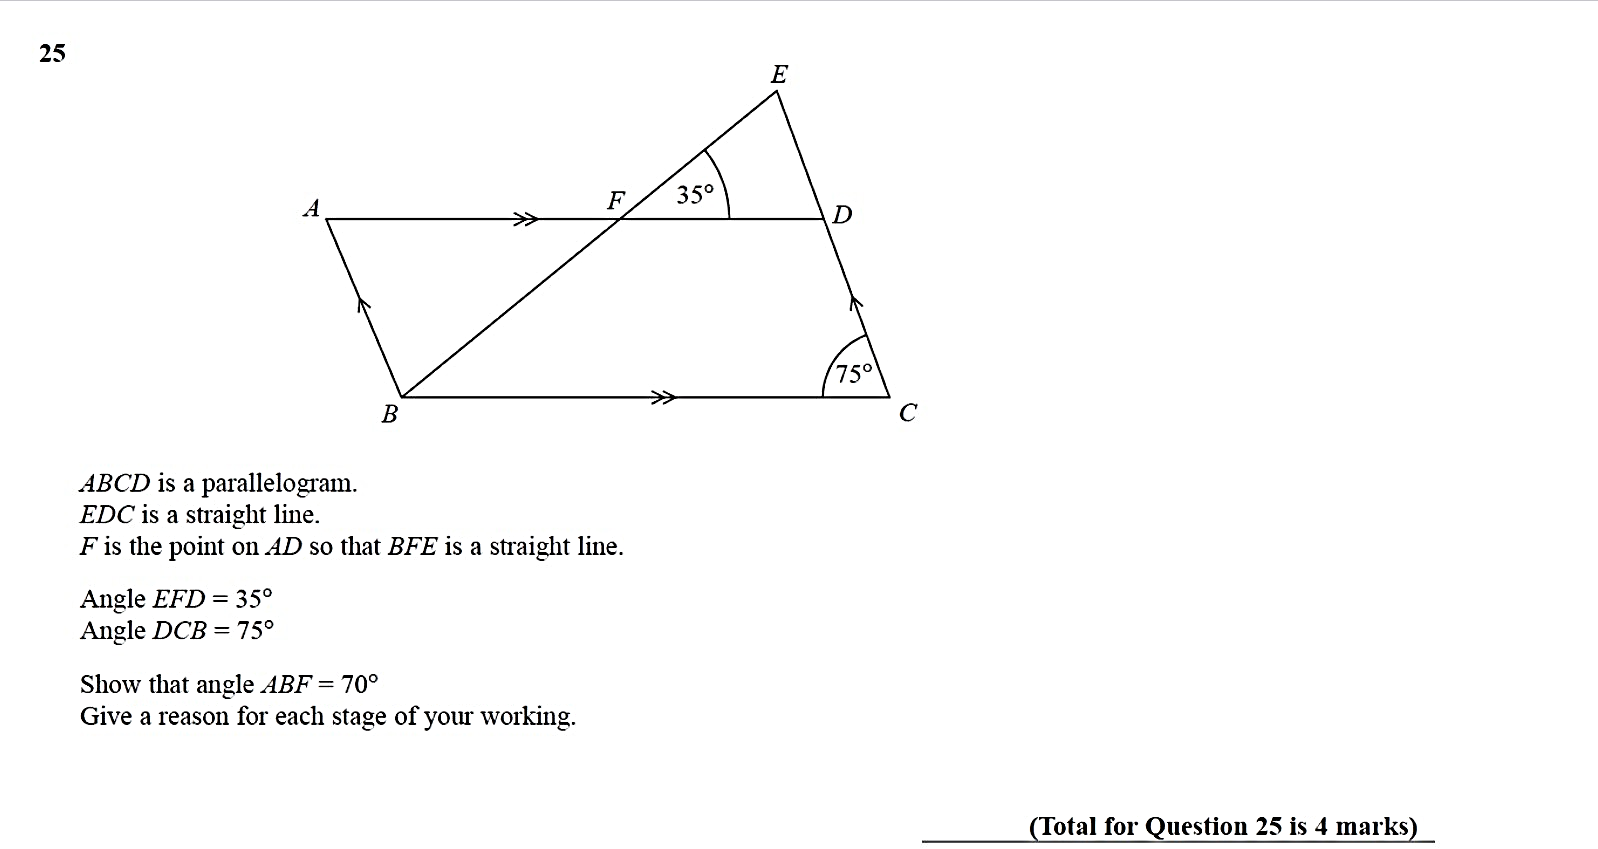 25
E
A
F
35°
D
75°
B
C
ABCD is a parallelogram.
EDC is a straight line.
F is the point on AD so that BFE is a straight line.
Angle EFD = 35°
Angle DCB = 75°
Show that angle ABF = 70°
Give a reason for each stage of your working.
(Total for Question 25 is 4 marks)